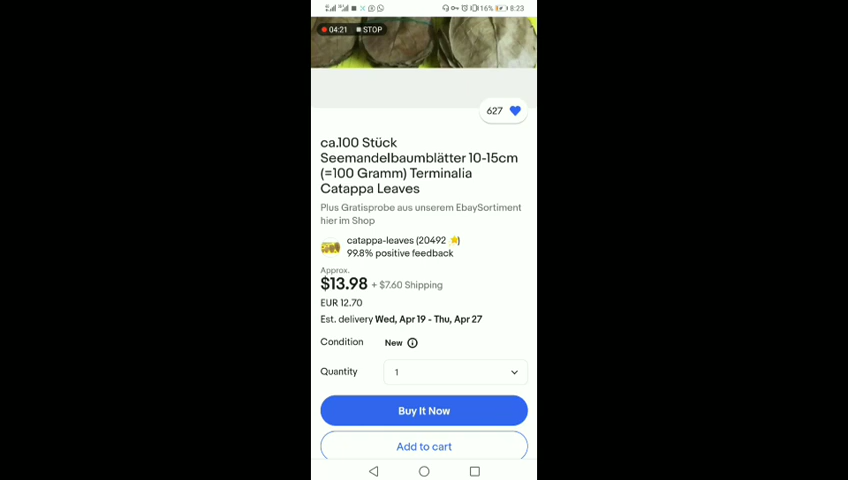 16% 8:23
04:21 STOP
627
ca.100 Stück
Seemandelbaumblätter 10-15cm
(=100 Gramm) Terminalia
Catappa Leaves
Plus Gratisprobe aus unserem EbaySortiment
hier im Shop
catappa-leaves (20492 ⭐)
99.8% positive feedback
Approx.
$13.98 + $7.60 Shipping
EUR 12.70
Est. delivery Wed, Apr 19 - Thu, Apr 27
Condition New
Quantity 1
Buy It Now
Add to cart